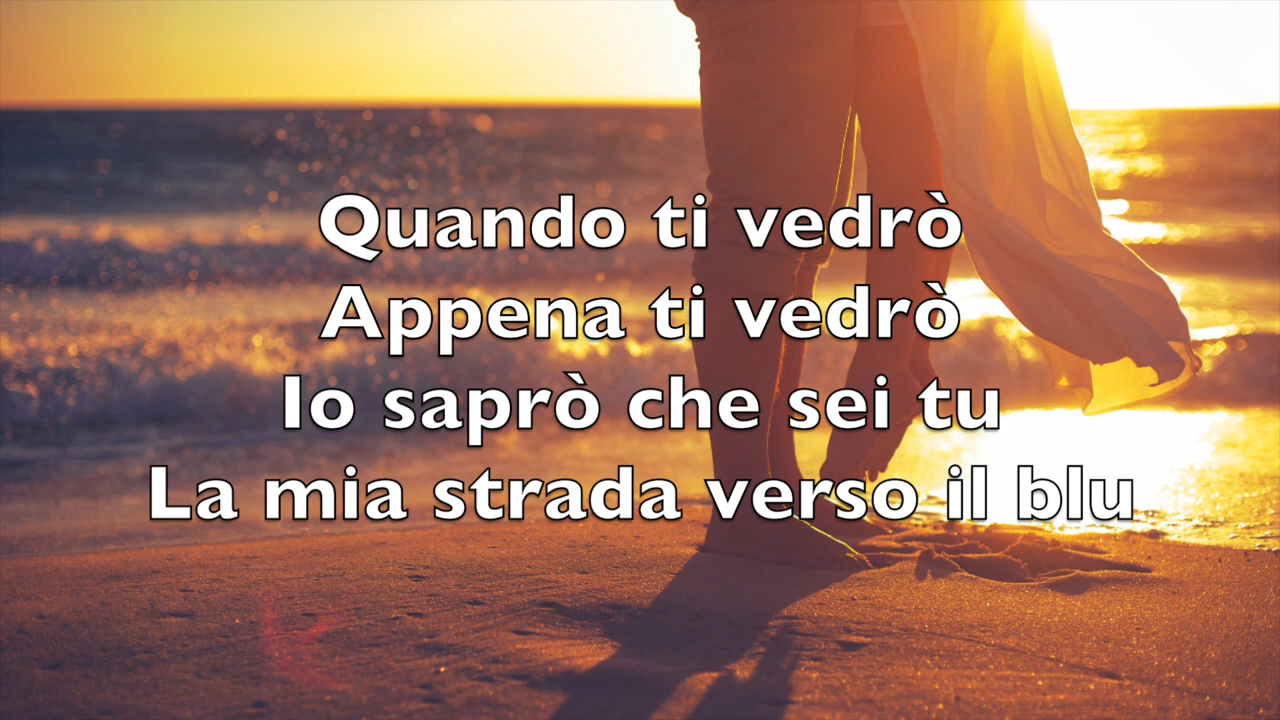 Quando ti vedrò
Appena ti vedrò
Io saprò che sei tu
La mia strada verso il blu